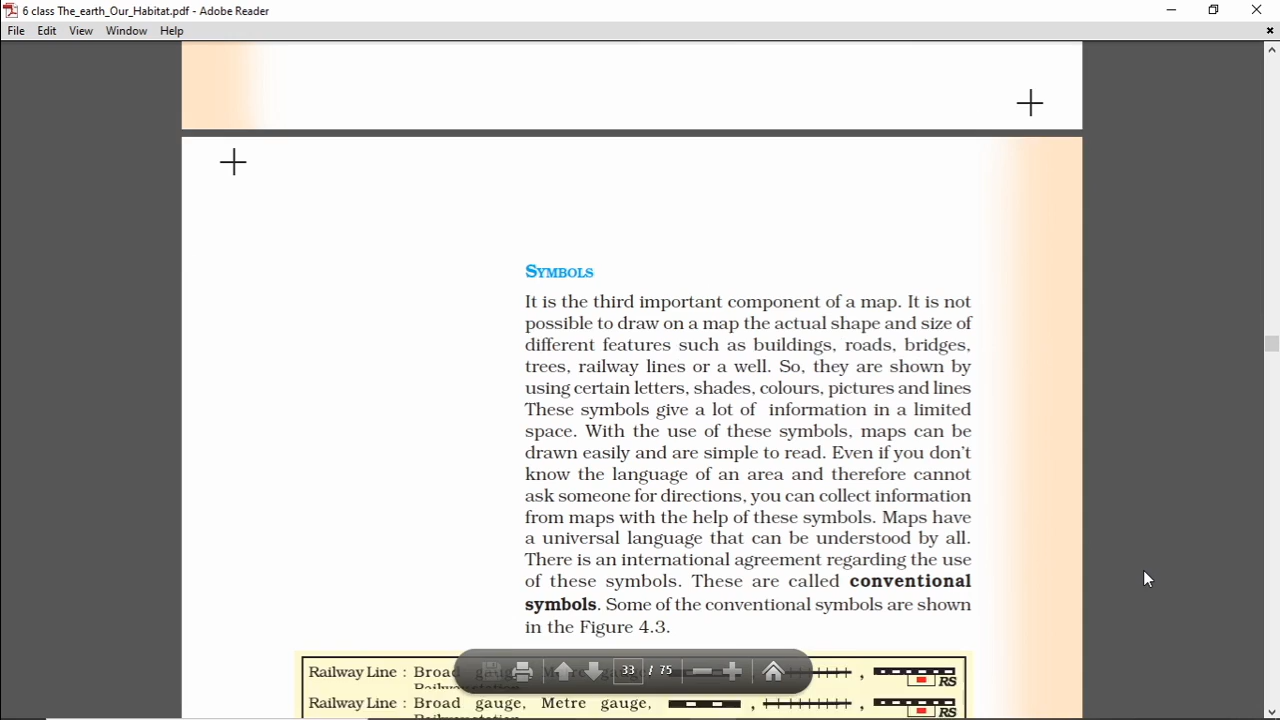 6 class The_earth_Our_Habitat.pdf - Adobe Reader
File Edit View Window Help
SYMBOLS
It is the third important component of a map. It is not
possible to draw on a map the actual shape and size of
different features such as buildings, roads, bridges,
trees, railway lines or a well. So, they are shown by
using certain letters, shades, colours, pictures and lines
These symbols give a lot of information in a limited
space. With the use of these symbols, maps can be
drawn easily and are simple to read. Even if you don't
know the language of an area and therefore cannot
ask someone for directions, you can collect information
from maps with the help of these symbols. Maps have
a universal language that can be understood by all.
There is an international agreement regarding the use
of these symbols. These are called conventional
symbols. Some of the conventional symbols are shown
in the Figure 4.3.
Railway Line : Broad , RS
33 / 75
Railway Line : Broad gauge, Metre gauge, , , RS